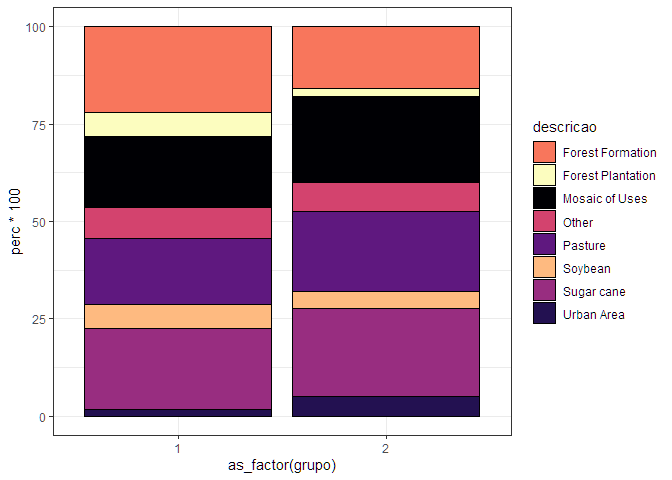 100
75
50
25
0
perc * 100
1
2
as_factor(grupo)
descricao
Forest Formation
Forest Plantation
Mosaic of Uses
Other
Pasture
Soybean
Sugar cane
Urban Area